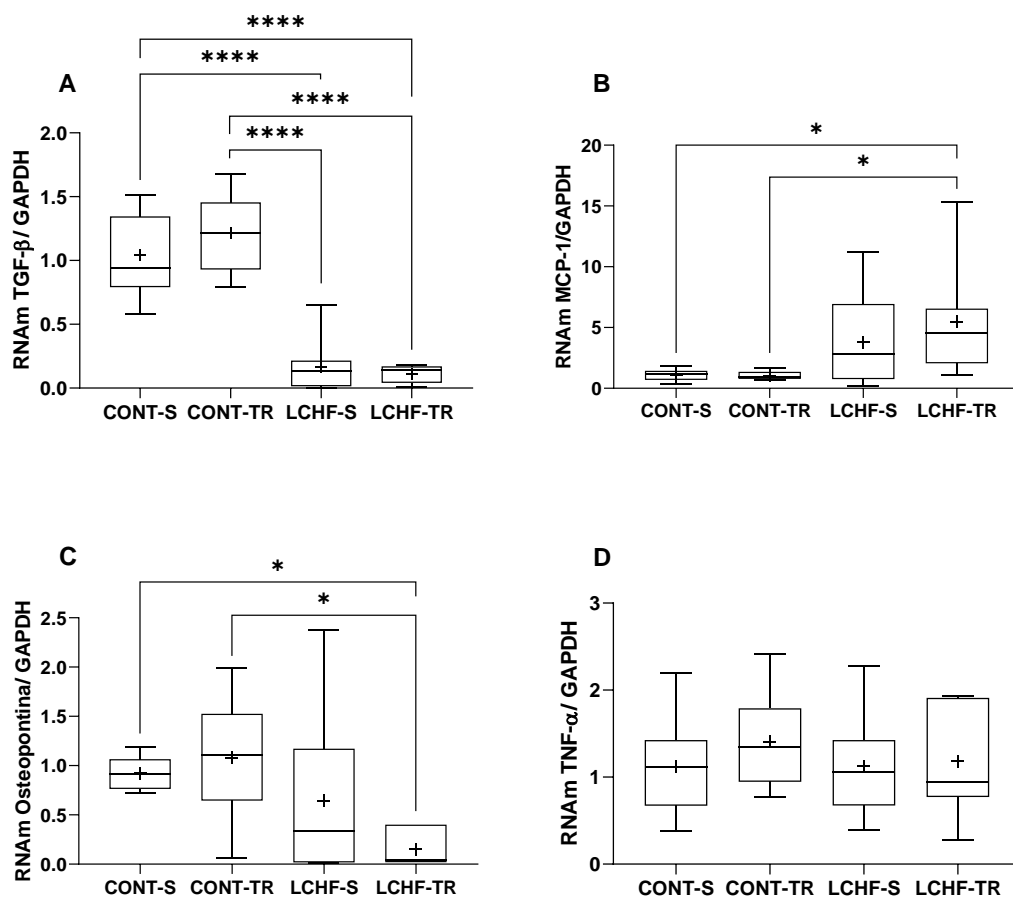 A
****
****
****
****
RNAm TGF-β/ GAPDH
2.0
1.5
1.0
0.5
0.0
CONT-S CONT-TR LCHF-S LCHF-TR
B
*
*
RNAm MCP-1/GAPDH
20
15
10
5
0
CONT-S CONT-TR LCHF-S LCHF-TR
C
*
*
RNAm Osteopontina/ GAPDH
2.5
2.0
1.5
1.0
0.5
0.0
CONT-S CONT-TR LCHF-S LCHF-TR
D
RNAm TNF-α/ GAPDH
3
2
1
0
CONT-S CONT-TR LCHF-S LCHF-TR